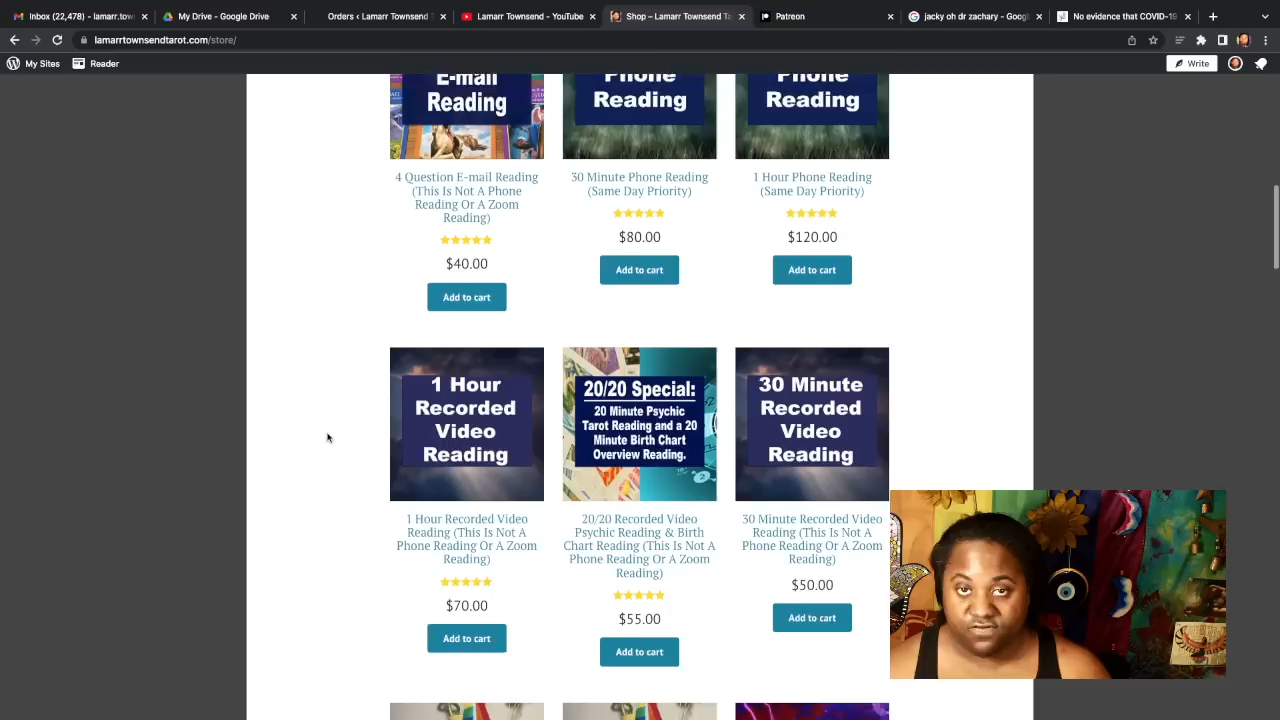 Inbox (22,478) - lamarr.tow
My Drive - Google Drive
Orders ‹ Lamarr Townsend
Lamarr Townsend - YouTube
Shop – Lamarr Townsend Ta
Patreon
jacky oh dr zachary - Goog
No evidence that COVID-19
lamarrtownsendtarot.com/store/
My Sites
Reader
Write
E-mail
Reading
Phone
Reading
Phone
Reading
4 Question E-mail Reading
(This Is Not A Phone
Reading Or A Zoom
Reading)
$40.00
Add to cart
30 Minute Phone Reading
(Same Day Priority)
$80.00
Add to cart
1 Hour Phone Reading
(Same Day Priority)
$120.00
Add to cart
1 Hour
Recorded
Video
Reading
20/20 Special:
20 Minute Psychic
Tarot Reading and a 20
Minute Birth Chart
Overview Reading.
30 Minute
Recorded
Video
Reading
1 Hour Recorded Video
Reading (This Is Not A
Phone Reading Or A Zoom
Reading)
$70.00
Add to cart
20/20 Recorded Video
Psychic Reading & Birth
Chart Reading (This Is Not A
Phone Reading Or A Zoom
Reading)
$55.00
Add to cart
30 Minute Recorded Video
Reading (This Is Not A
Phone Reading Or A Zoom
Reading)
$50.00
Add to cart